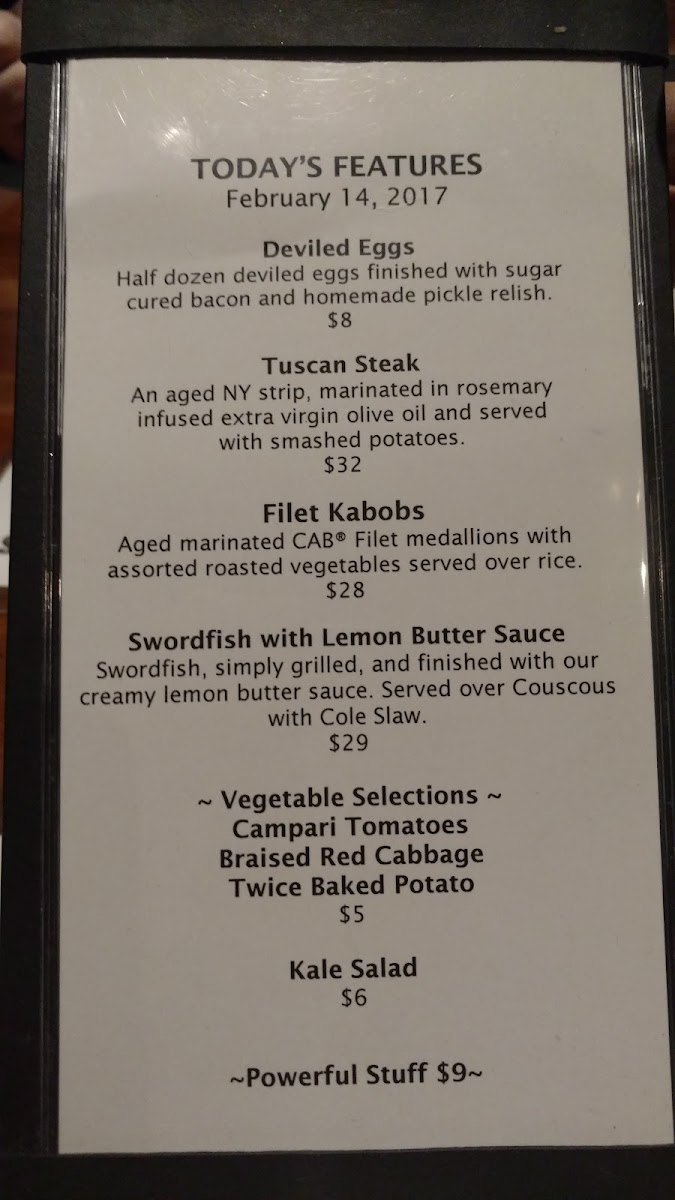 TODAY'S FEATURES
February 14, 2017
Deviled Eggs
Half dozen deviled eggs finished with sugar
cured bacon and homemade pickle relish.
$8
Tuscan Steak
An aged NY strip, marinated in rosemary
infused extra virgin olive oil and served
with smashed potatoes.
$32
Filet Kabobs
Aged marinated CAB® Filet medallions with
assorted roasted vegetables served over rice.
$28
Swordfish with Lemon Butter Sauce
Swordfish, simply grilled, and finished with our
creamy lemon butter sauce. Served over Couscous
with Cole Slaw.
$29
~ Vegetable Selections ~
Campari Tomatoes
Braised Red Cabbage
Twice Baked Potato
$5
Kale Salad
$6
~Powerful Stuff $9~